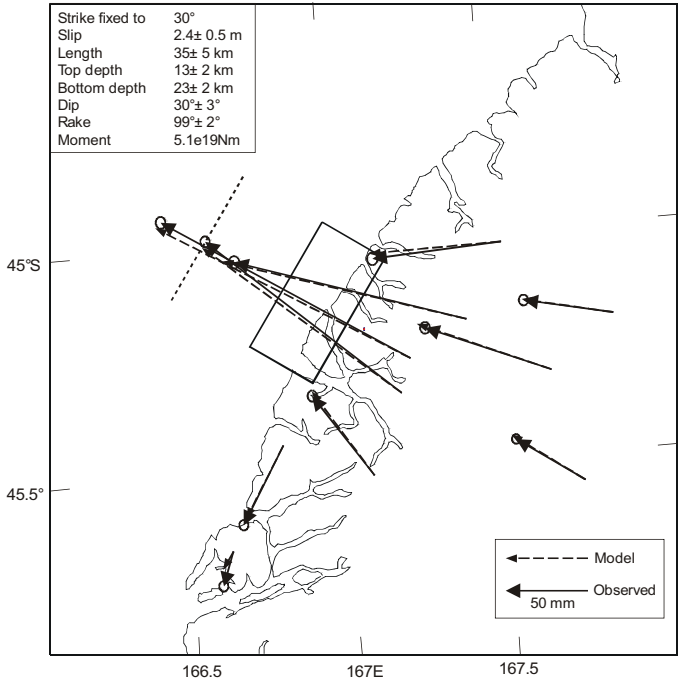 Strike fixed to 30°
Slip 2.4± 0.5 m
Length 35± 5 km
Top depth 13± 2 km
Bottom depth 23± 2 km
Dip 30°± 3°
Rake 99°± 2°
Moment 5.1e19Nm
45°S
45.5°
Model
Observed
50 mm
166.5
167E
167.5